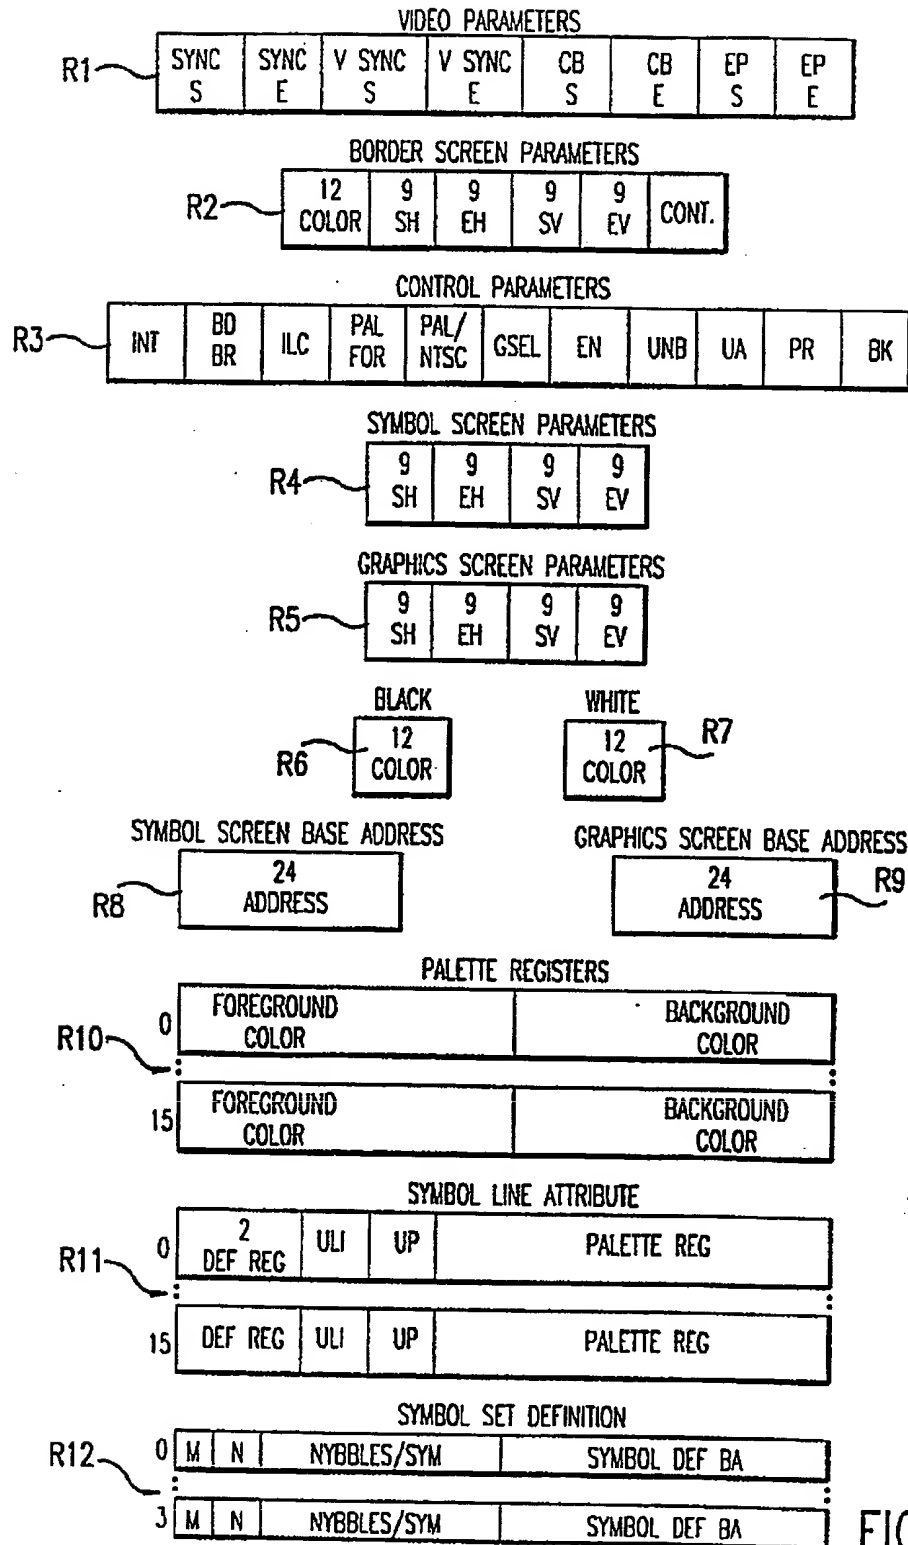 VIDEO PARAMETERS
R1 SYNC S SYNC E V SYNC S V SYNC E CB S CB E EP S EP E
BORDER SCREEN PARAMETERS
R2 12 COLOR 9 SH 9 EH 9 SV 9 EV CONT.
CONTROL PARAMETERS
R3 INT BD BR ILC PAL FOR PAL/ NTSC GSEL EN UNB UA PR BK
SYMBOL SCREEN PARAMETERS
R4 9 SH 9 EH 9 SV 9 EV
GRAPHICS SCREEN PARAMETERS
R5 9 SH 9 EH 9 SV 9 EV
BLACK WHITE
R6 12 COLOR 12 COLOR R7
SYMBOL SCREEN BASE ADDRESS GRAPHICS SCREEN BASE ADDRESS
R8 24 ADDRESS 24 ADDRESS R9
PALETTE REGISTERS
0 FOREGROUND COLOR BACKGROUND COLOR
R10
15 FOREGROUND COLOR BACKGROUND COLOR
SYMBOL LINE ATTRIBUTE
0 2 DEF REG ULI UP PALETTE REG
R11
15 DEF REG ULI UP PALETTE REG
SYMBOL SET DEFINITION
0 M N NYBBLES/SYM SYMBOL DEF BA
R12
3 M N NYBBLES/SYM SYMBOL DEF BA
FIG